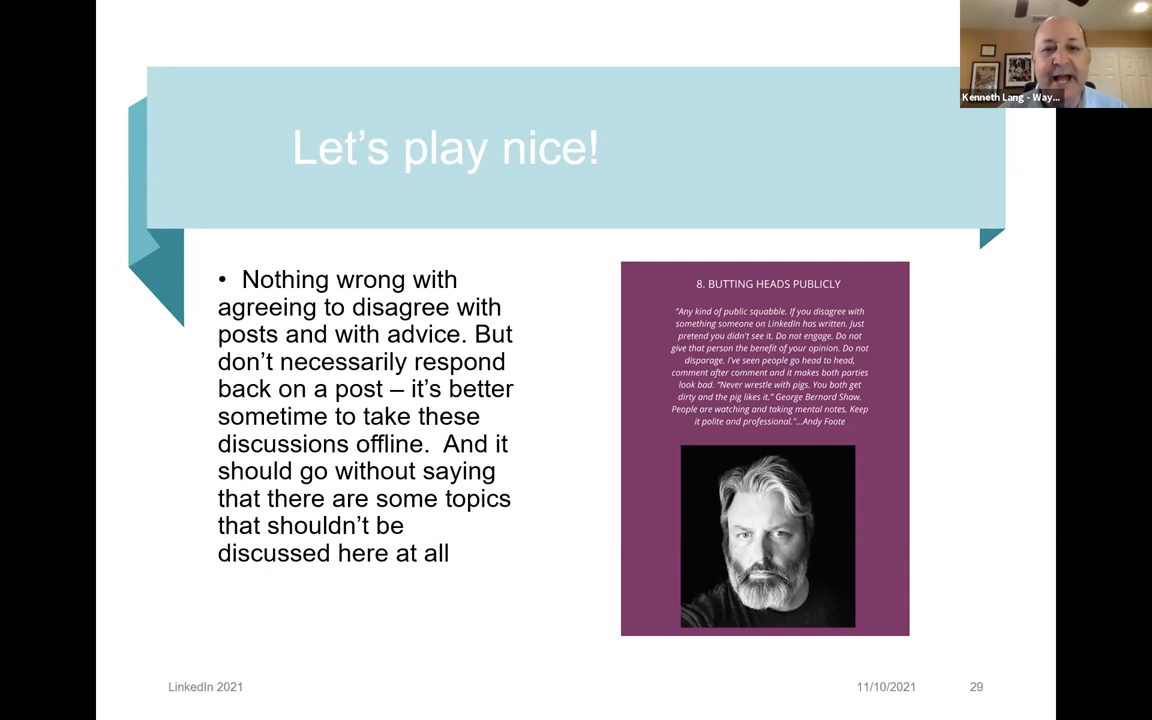 Kenneth Lang - Way...
Let's play nice!
• Nothing wrong with
agreeing to disagree with
posts and with advice. But
don't necessarily respond
back on a post – it's better
sometime to take these
discussions offline.  And it
should go without saying
that there are some topics
that shouldn't be
discussed here at all
8. BUTTING HEADS PUBLICLY
"Any kind of public squabble. If you disagree with
something someone on LinkedIn has written. Just
pretend you didn't see it. Do not engage. Do not
give that person the benefit of your opinion. Do not
disparage. I've seen people go head to head,
comment after comment and it makes both parties
look bad. "Never wrestle with pigs. You both get
dirty and the pig likes it." George Bernard Shaw.
People are watching and taking mental notes. Keep
it polite and professional."...Andy Foote
LinkedIn 2021
11/10/2021
29